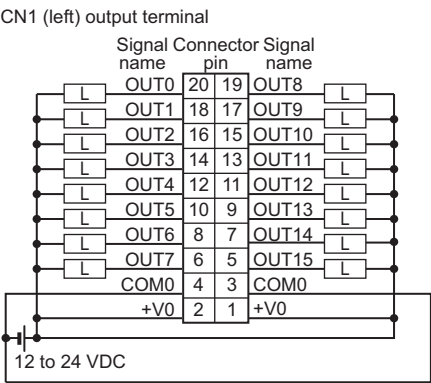 CN1 (left) output terminal
Signal Connector Signal
name pin name
L OUT0 20 19 OUT8 L
L OUT1 18 17 OUT9 L
L OUT2 16 15 OUT10 L
L OUT3 14 13 OUT11 L
L OUT4 12 11 OUT12 L
L OUT5 10 9 OUT13 L
L OUT6 8 7 OUT14 L
L OUT7 6 5 OUT15 L
COM0 4 3 COM0
+V0 2 1 +V0
12 to 24 VDC